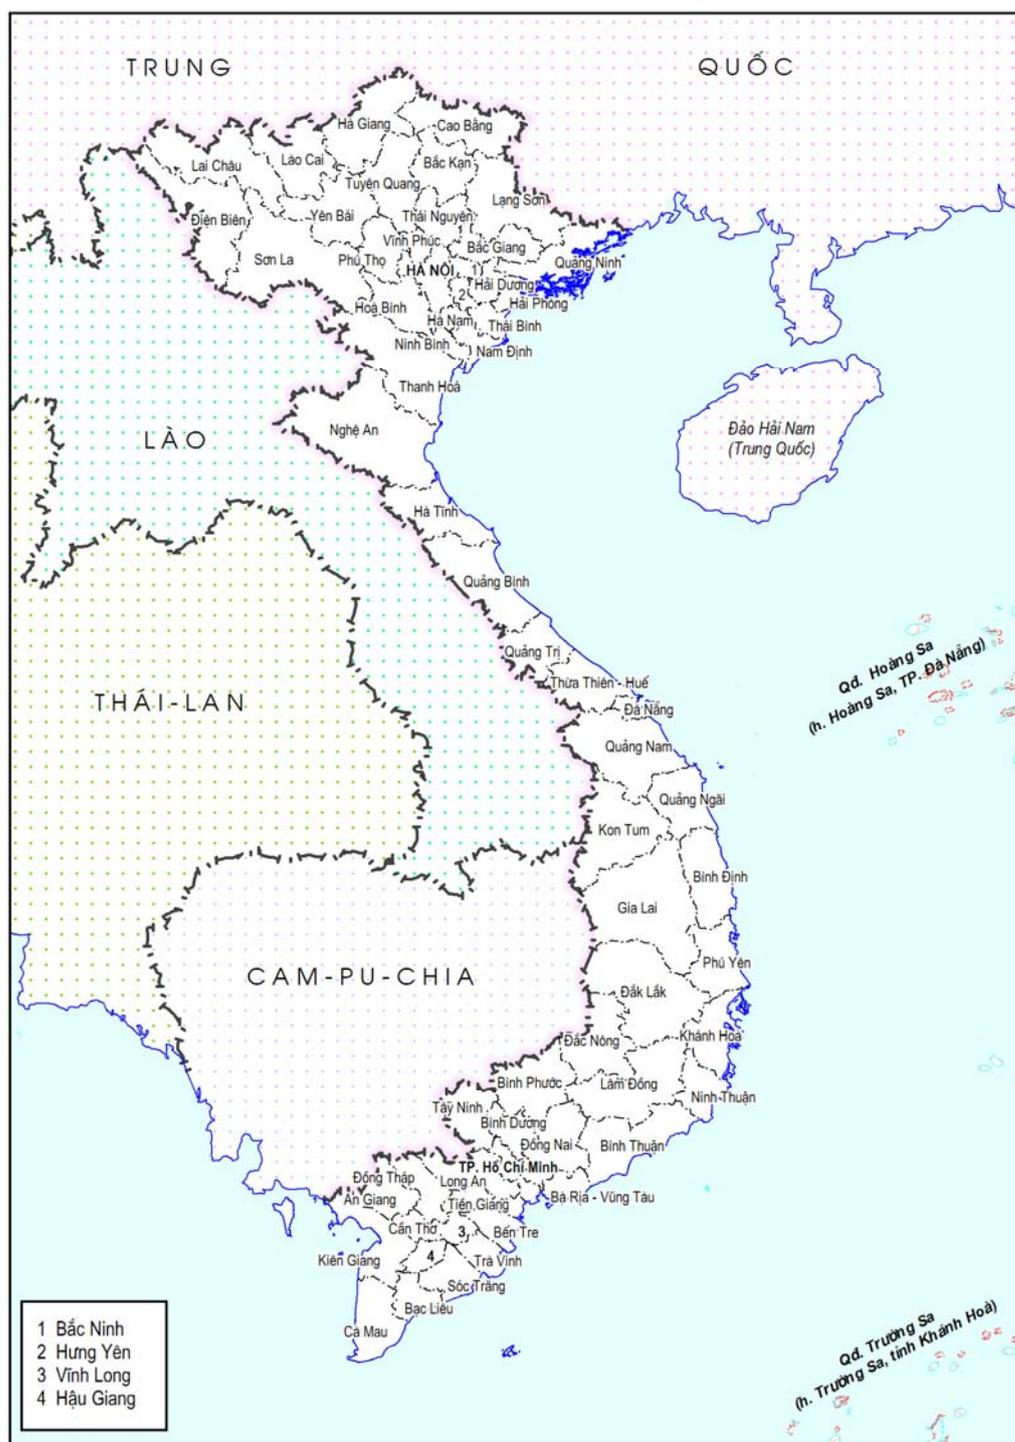 TRUNG QUỐC
Hà Giang
Cao Bằng
Lai Châu
Lào Cai
Bắc Kạn
Tuyên Quang
Lạng Sơn
Điện Biên
Yên Bái
Thái Nguyên
Vĩnh Phúc
Bắc Giang
Sơn La
Phú Thọ
HÀ NỘI
1
Quảng Ninh
Hải Dương
2
Hoà Bình
Hải Phòng
Hà Nam
Thái Bình
Ninh Bình
Nam Định
Thanh Hoá
Nghệ An
LÀO
Đảo Hải Nam
(Trung Quốc)
Hà Tĩnh
Quảng Bình
Quảng Trị
Qđ. Hoàng Sa
(h. Hoàng Sa, TP. Đà Nẵng)
Thừa Thiên - Huế
THÁI-LAN
Đà Nẵng
Quảng Nam
Quảng Ngãi
Kon Tum
Bình Định
Gia Lai
Phú Yên
CAM-PU-CHIA
Đắk Lắk
Khánh Hoà
Đắc Nông
Bình Phước
Lâm Đồng
Ninh Thuận
Tây Ninh
Bình Dương
Đồng Nai
Bình Thuận
TP. Hồ Chí Minh
Đồng Tháp
Long An
An Giang
Tiền Giang
Bà Rịa - Vũng Tàu
Cần Thơ
3
Bến Tre
Kiên Giang
4
Trà Vinh
Sóc Trăng
Bạc Liêu
Cà Mau
Qđ. Trường Sa
(h. Trường Sa, tỉnh Khánh Hoà)
1 Bắc Ninh
2 Hưng Yên
3 Vĩnh Long
4 Hậu Giang